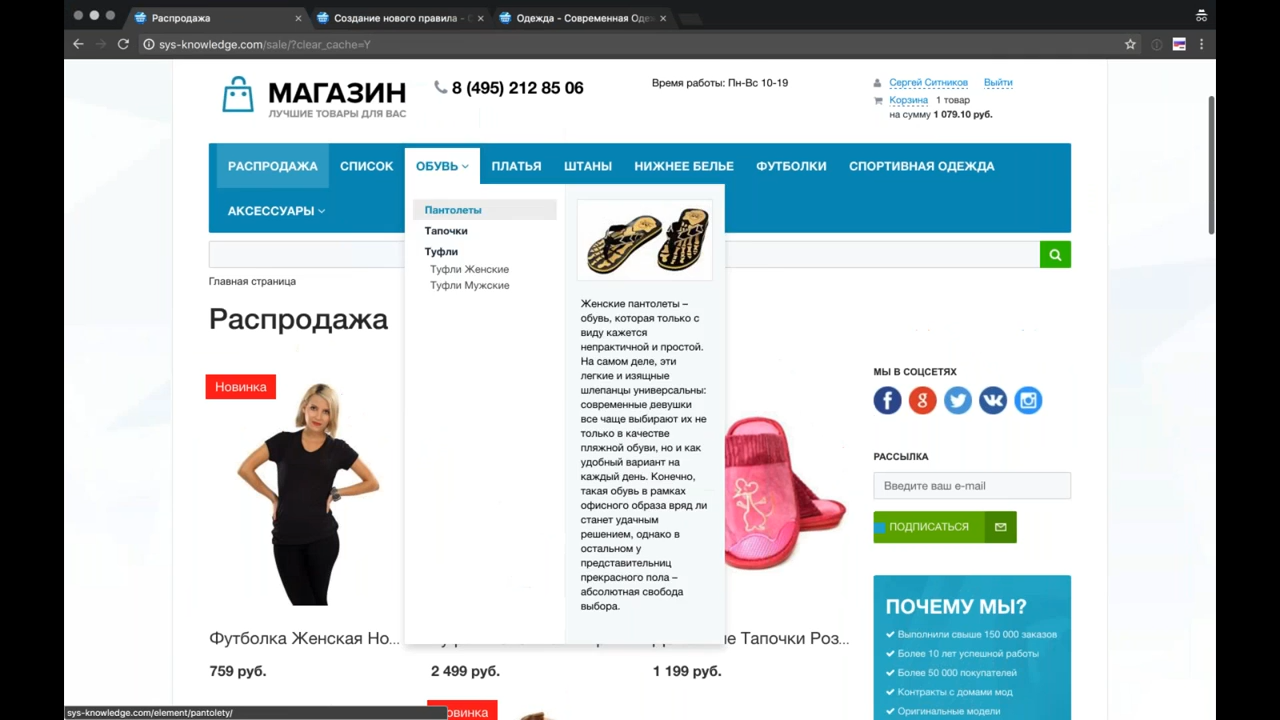 Распродажа
Создание нового правила - С
Одежда - Современная Одеж
sys-knowledge.com/sale/?clear_cache=Y
МАГАЗИН
ЛУЧШИЕ ТОВАРЫ ДЛЯ ВАС
8 (495) 212 85 06
Время работы: Пн-Вс 10-19
Сергей Ситников Выйти
Корзина 1 товар
на сумму 1 079.10 руб.
РАСПРОДАЖА СПИСОК ОБУВЬ ПЛАТЬЯ ШТАНЫ НИЖНЕЕ БЕЛЬЕ ФУТБОЛКИ СПОРТИВНАЯ ОДЕЖДА
АКСЕССУАРЫ
Пантолеты
Тапочки
Туфли
Туфли Женские
Туфли Мужские
Женские пантолеты –
обувь, которая только с
виду кажется
непрактичной и простой.
На самом деле, эти
легкие и изящные
шлепанцы универсальны:
современные девушки
все чаще выбирают их не
только в качестве
пляжной обуви, но и как
удобный вариант на
каждый день. Конечно,
такая обувь в рамках
офисного образа вряд ли
станет удачным
решением, однако в
остальном у
представительниц
прекрасного пола –
абсолютная свобода
выбора.
Главная страница
Распродажа
Новинка
Футболка Женская Но...
759 руб.
2 499 руб.
е Тапочки Роз...
1 199 руб.
овинка
МЫ В СОЦСЕТЯХ
РАССЫЛКА
Введите ваш e-mail
ПОДПИСАТЬСЯ
ПОЧЕМУ МЫ?
Выполнили свыше 150 000 заказов
Более 10 лет успешной работы
Более 50 000 покупателей
Контракты с домами мод
Оригинальные модели
sys-knowledge.com/element/pantolety/